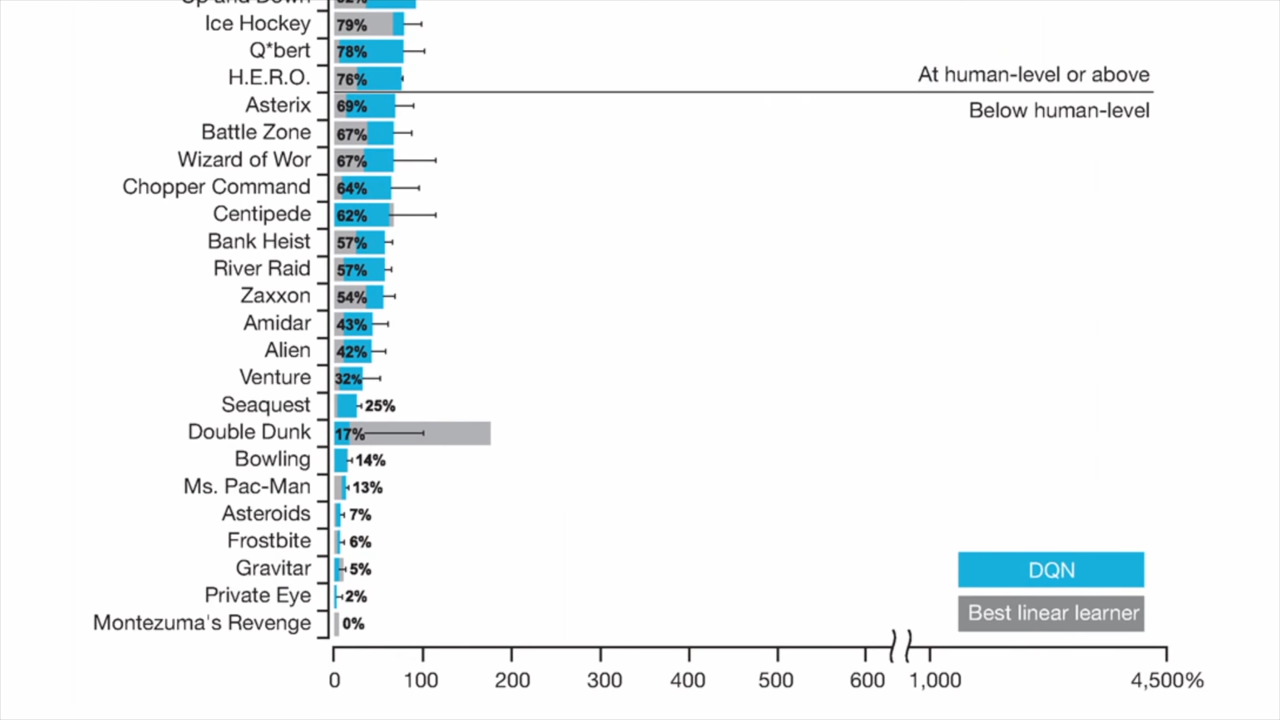 Up and Down 92%
Ice Hockey 79%
Q*bert 78%
H.E.R.O. 76%
At human-level or above
Below human-level
Asterix 69%
Battle Zone 67%
Wizard of Wor 67%
Chopper Command 64%
Centipede 62%
Bank Heist 57%
River Raid 57%
Zaxxon 54%
Amidar 43%
Alien 42%
Venture 32%
Seaquest 25%
Double Dunk 17%
Bowling 14%
Ms. Pac-Man 13%
Asteroids 7%
Frostbite 6%
Gravitar 5%
Private Eye 2%
Montezuma's Revenge 0%
DQN
Best linear learner
0 100 200 300 400 500 600 1,000 4,500%